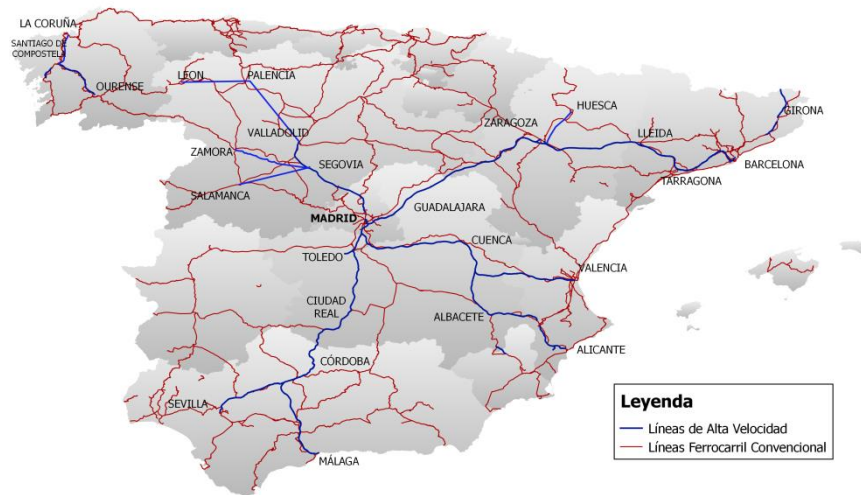 LA CORUÑA
SANTIAGO DE
COMPOSTEL
OURENSE
LEON
PALENCIA
VALLADOLID
ZAMORA
SEGOVIA
SALAMANCA
MADRID
GUADALAJARA
ZARAGOZA
HUESCA
LLEIDA
GIRONA
BARCELONA
TARRAGONA
TOLEDO
CUENCA
VALENCIA
CIUDAD
REAL
ALBACETE
ALICANTE
CÓRDOBA
SEVILLA
MÁLAGA
Leyenda
Líneas de Alta Velocidad
Líneas Ferrocarril Convencional